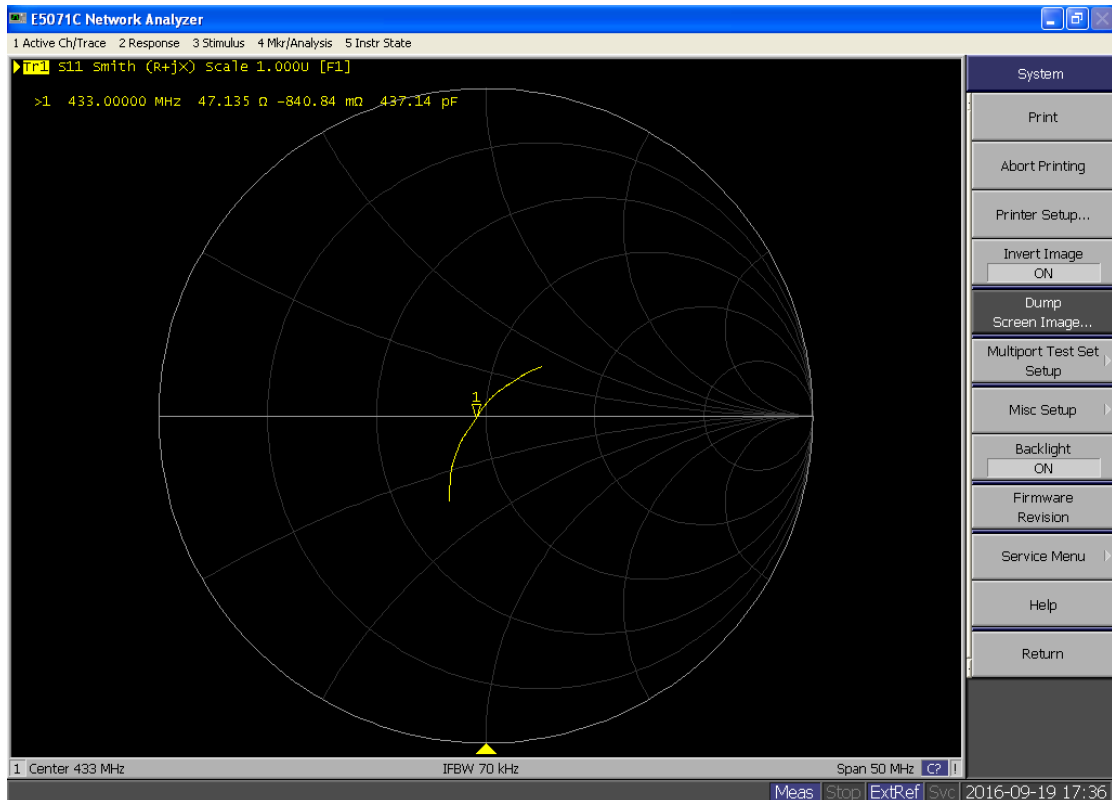 E5071C Network Analyzer
1 Active Ch/Trace 2 Response 3 Stimulus 4 Mkr/Analysis 5 Instr State
Tr1 S11 Smith (R+jX) Scale 1.000U [F1]
>1 433.00000 MHz 47.135 Ω -840.84 mΩ 437.14 pF
1
System
Print
Abort Printing
Printer Setup...
Invert Image
ON
Dump
Screen Image...
Multiport Test Set
Setup
Misc Setup
Backlight
ON
Firmware
Revision
Service Menu
Help
Return
1 Center 433 MHz IFBW 70 kHz Span 50 MHz C? !
Meas Stop ExtRef Svc 2016-09-19 17:36